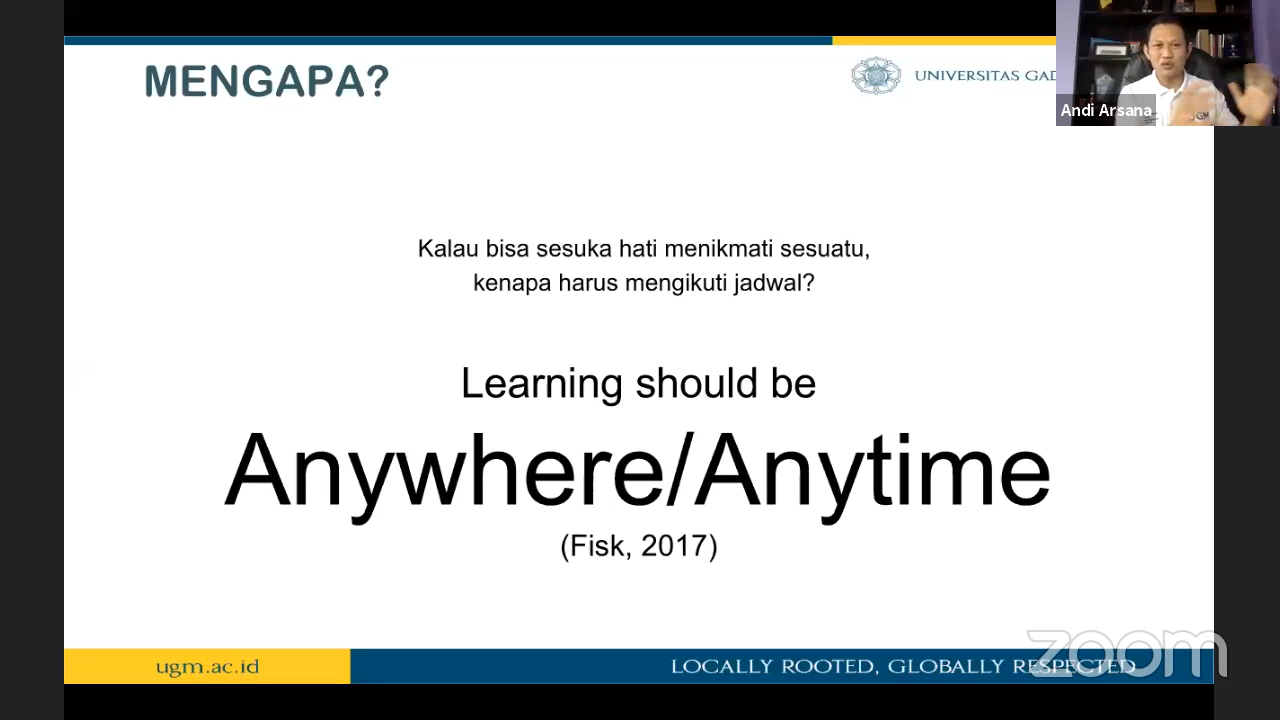 MENGAPA?
UNIVERSITAS GAD
Andi Arsana
Kalau bisa sesuka hati menikmati sesuatu,
kenapa harus mengikuti jadwal?
Learning should be
Anywhere/Anytime
(Fisk, 2017)
ugm.ac.id
LOCALLY ROOTED, GLOBALLY RESPECTED
zoom